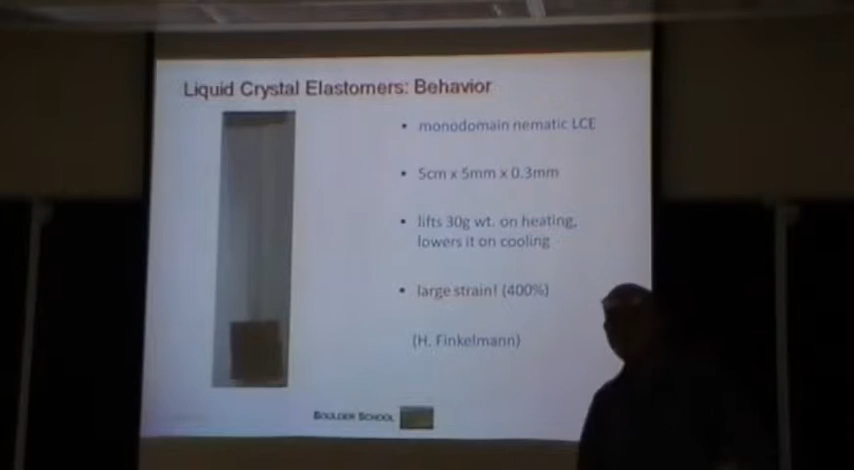 Liquid Crystal Elastomers: Behavior
• monodomain nematic LCE
• 5cm x 5mm x 0.3mm
• lifts 30g wt. on heating,
lowers it on cooling
• large strain! (400%)
(H. Finkelmann)
BOULDER SCHOOL